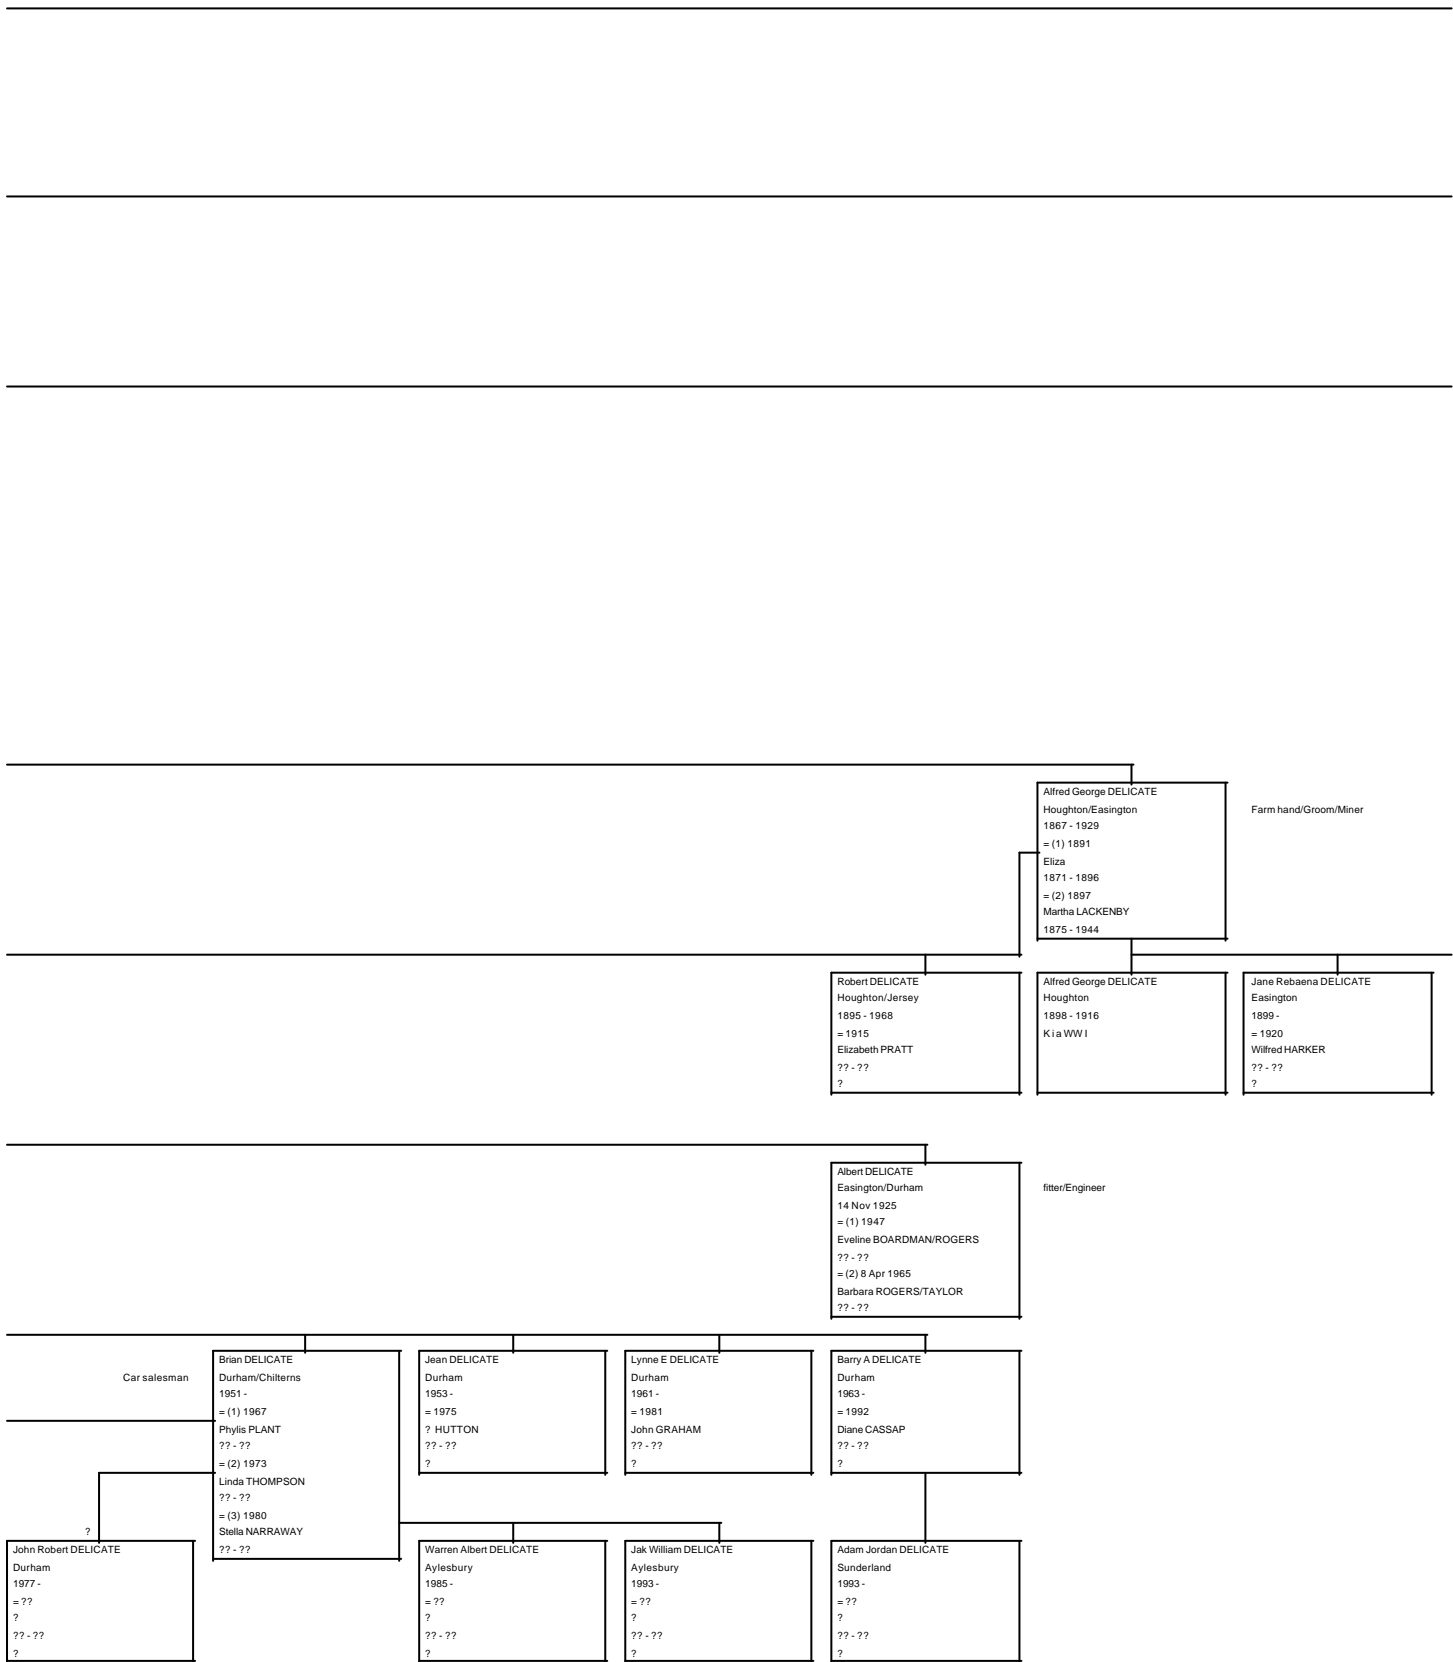 Alfred George DELICATE
Houghton/Easington
Farm hand/Groom/Miner
1867 - 1929
= (1) 1891
Eliza
1871 - 1896
= (2) 1897
Martha LACKENBY
1875 - 1944
Robert DELICATE
Houghton/Jersey
1895 - 1968
= 1915
Elizabeth PRATT
?? - ??
?
Alfred George DELICATE
Houghton
1898 - 1916
K i a WW I
Jane Rebaena DELICATE
Easington
1899 -
= 1920
Wilfred HARKER
?? - ??
?
Albert DELICATE
Easington/Durham
fitter/Engineer
14 Nov 1925
= (1) 1947
Eveline BOARDMAN/ROGERS
?? - ??
= (2) 8 Apr 1965
Barbara ROGERS/TAYLOR
?? - ??
Car salesman
Brian DELICATE
Durham/Chilterns
1951 -
= (1) 1967
Phylis PLANT
?? - ??
= (2) 1973
Linda THOMPSON
?? - ??
= (3) 1980
Stella NARRAWAY
?? - ??
Jean DELICATE
Durham
1953 -
= 1975
? HUTTON
?? - ??
?
Lynne E DELICATE
Durham
1961 -
= 1981
John GRAHAM
?? - ??
?
Barry A DELICATE
Durham
1963 -
= 1992
Diane CASSAP
?? - ??
?
?
John Robert DELICATE
Durham
1977 -
= ??
?
?? - ??
?
Warren Albert DELICATE
Aylesbury
1985 -
= ??
?
?? - ??
?
Jak William DELICATE
Aylesbury
1993 -
= ??
?
?? - ??
?
Adam Jordan DELICATE
Sunderland
1993 -
= ??
?
?? - ??
?